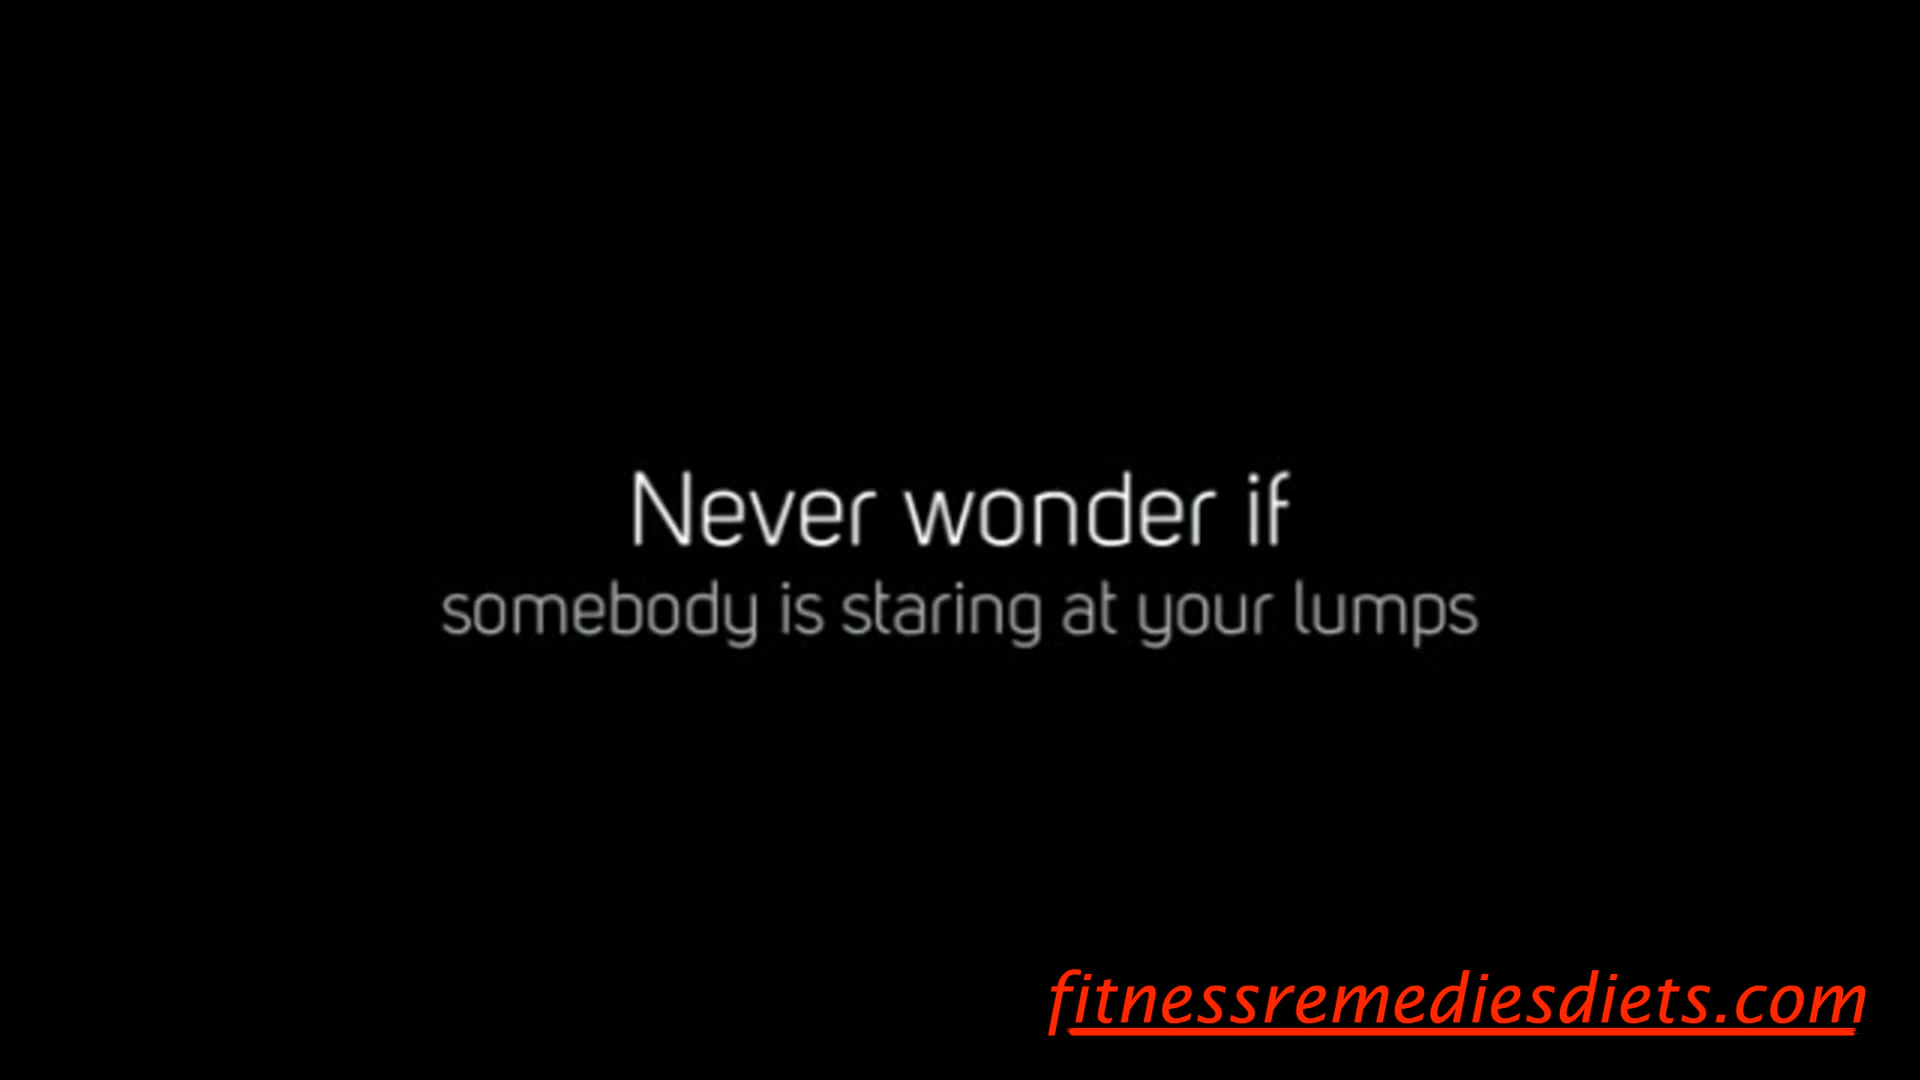 Never wonder if
somebody is staring at your lumps
fitnessremediesdiets.com